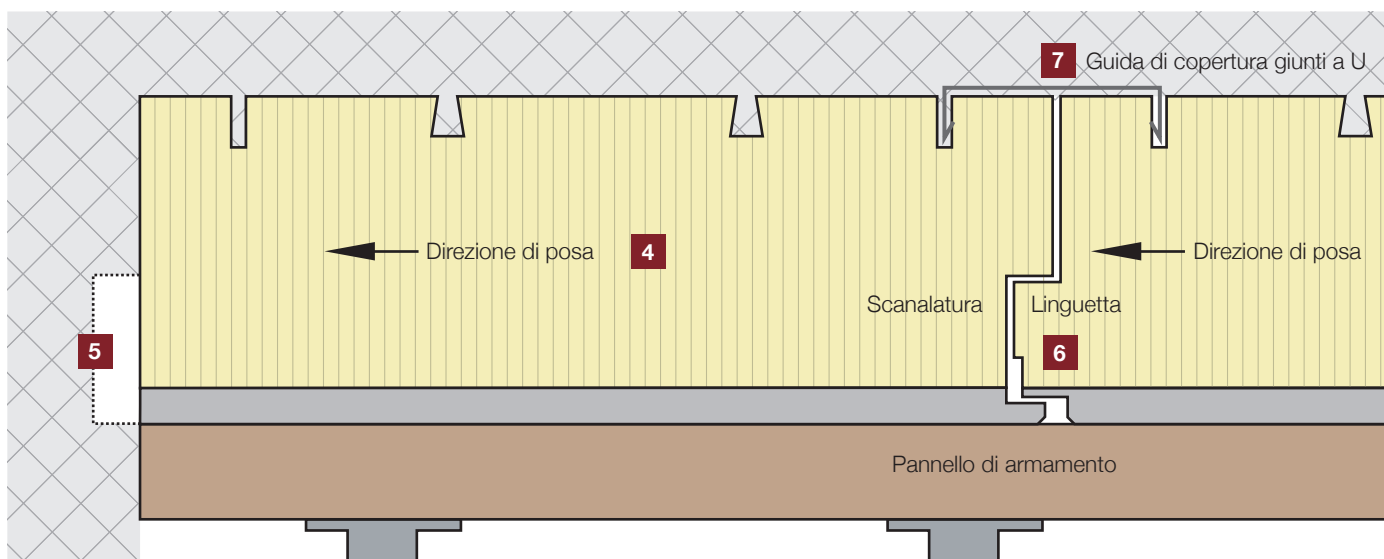 7 Guida di copertura giunti a U
Direzione di posa 4 Direzione di posa
Scanalatura Linguetta
5 6
Pannello di armamento